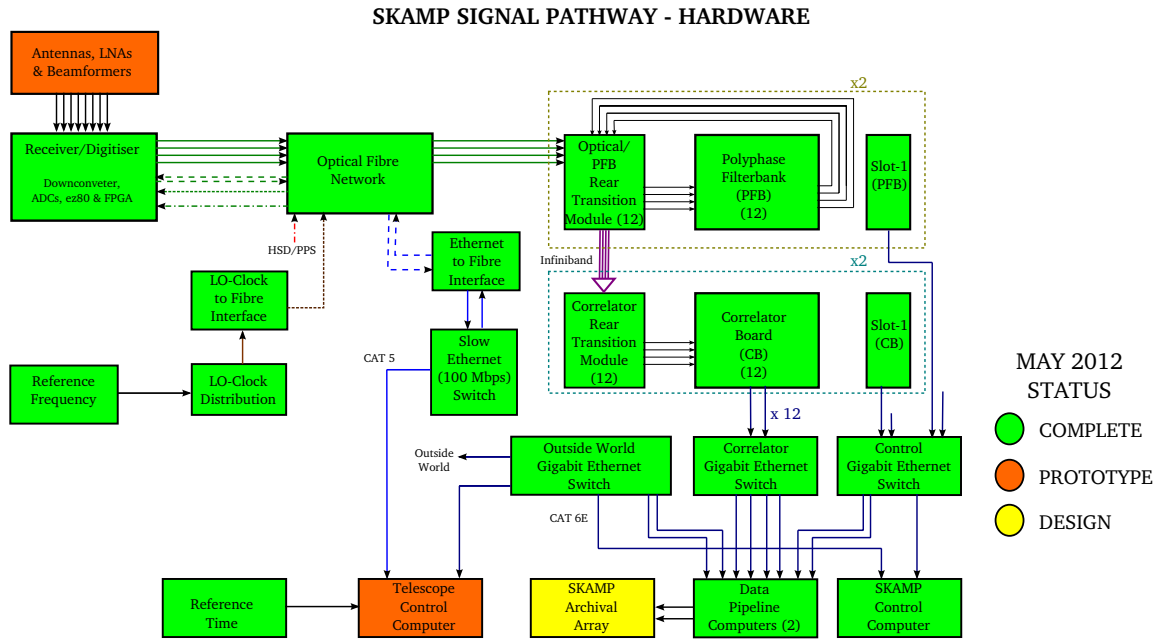 SKAMP SIGNAL PATHWAY - HARDWARE
Antennas, LNAs
& Beamformers
Receiver/Digitiser
Downconveter,
ADCs, ez80 & FPGA
Optical Fibre
Network
HSD/PPS
x2
Optical/
PFB
Rear
Transition
Module (12)
Polyphase
Filterbank
(PFB)
(12)
Slot-1
(PFB)
Ethernet
to Fibre
Interface
Infiniband
x2
LO-Clock
to Fibre
Interface
Correlator
Rear
Transition
Module
(12)
Correlator
Board
(CB)
(12)
Slot-1
(CB)
Slow
Ethernet
(100 Mbps)
Switch
CAT 5
Reference
Frequency
LO-Clock
Distribution
x 12
MAY 2012
STATUS
COMPLETE
PROTOTYPE
DESIGN
Outside
World
Outside World
Gigabit Ethernet
Switch
Correlator
Gigabit Ethernet
Switch
Control
Gigabit Ethernet
Switch
CAT 6E
Reference
Time
Telescope
Control
Computer
SKAMP
Archival
Array
Data
Pipeline
Computers (2)
SKAMP
Control
Computer